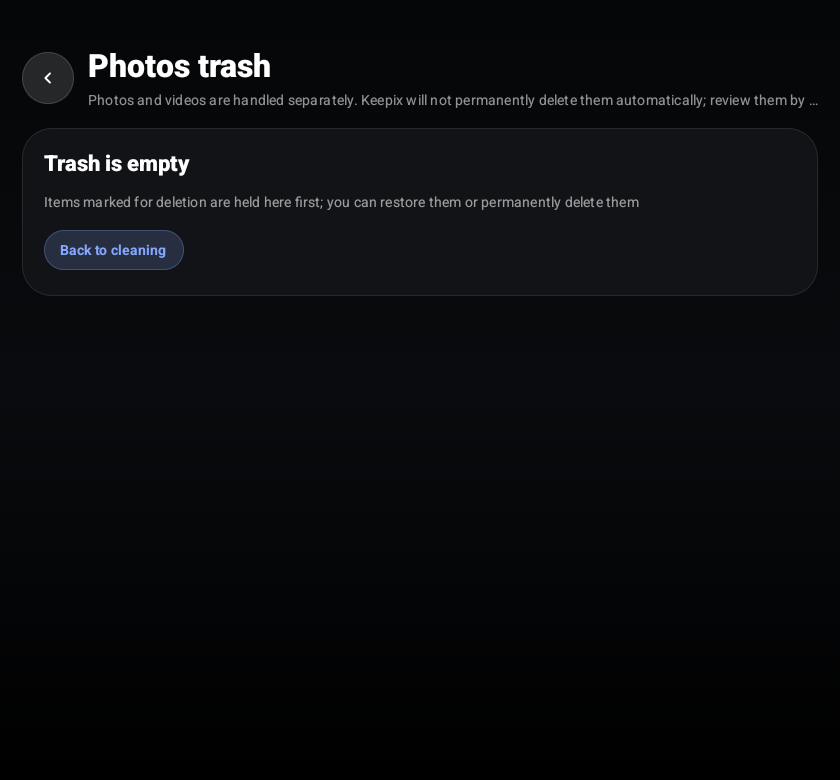 Photos trash
Photos and videos are handled separately. Keepix will not permanently delete them automatically; review them by ...
Trash is empty
Items marked for deletion are held here first; you can restore them or permanently delete them
Back to cleaning